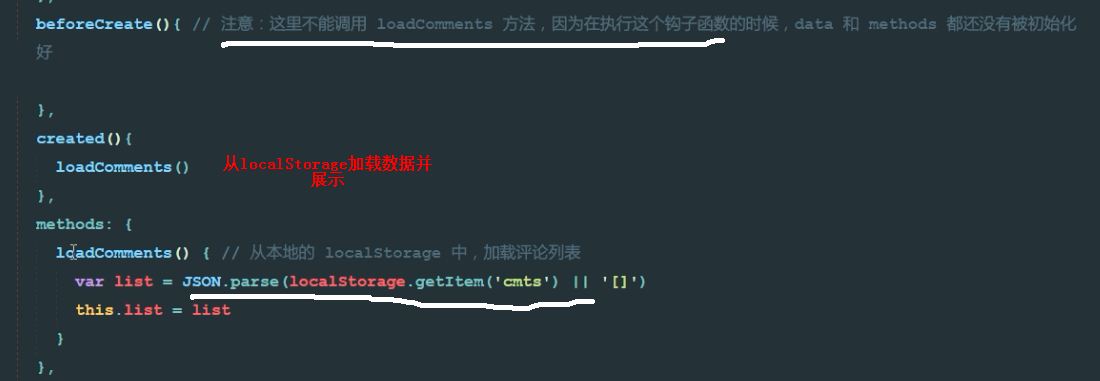 beforeCreate(){ // 注意：这里不能调用 loadComments 方法，因为在执行这个钩子函数的时候，data 和 methods 都还没有被初始化
好
},
created(){
loadComments()
从localStorage加载数据并
展示
},
methods: {
loadComments() { // 从本地的 localStorage 中，加载评论列表
var list = JSON.parse(localStorage.getItem('cmts') || '[]')
this.list = list
}
},